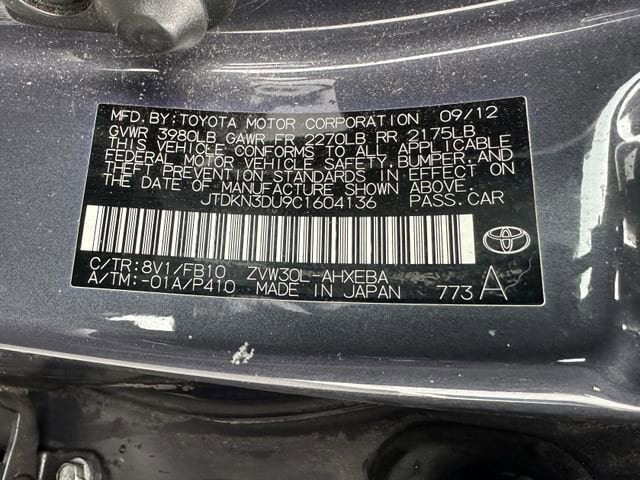 MFD.BY:TOYOTA MOTOR CORPORATION 09/12
GVWR 3980LB GAWR FR 2270LB RR 2175LB
THIS VEHICLE CONFORMS TO ALL APPLICABLE
FEDERAL MOTOR VEHICLE SAFETY,BUMPER,AND
THEFT PREVENTION STANDARDS IN EFFECT ON
THE DATE OF MANUFACTURE SHOWN ABOVE.
JTDKN3DU9C1604136 PASS.CAR
C/TR:8V1/FB10 ZVW30L-AHXEBA
A/TM:-01A/P410 MADE IN JAPAN 773 A